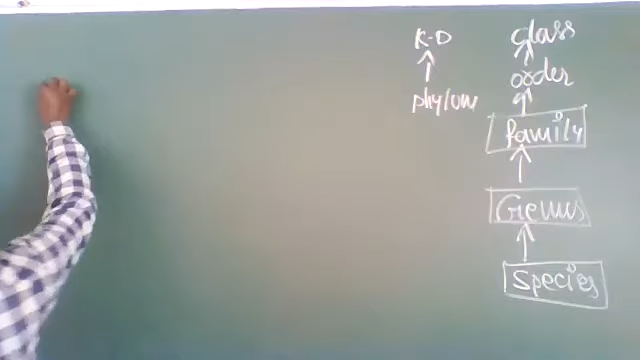 K-D
phylum
class
order
family
Genus
Species